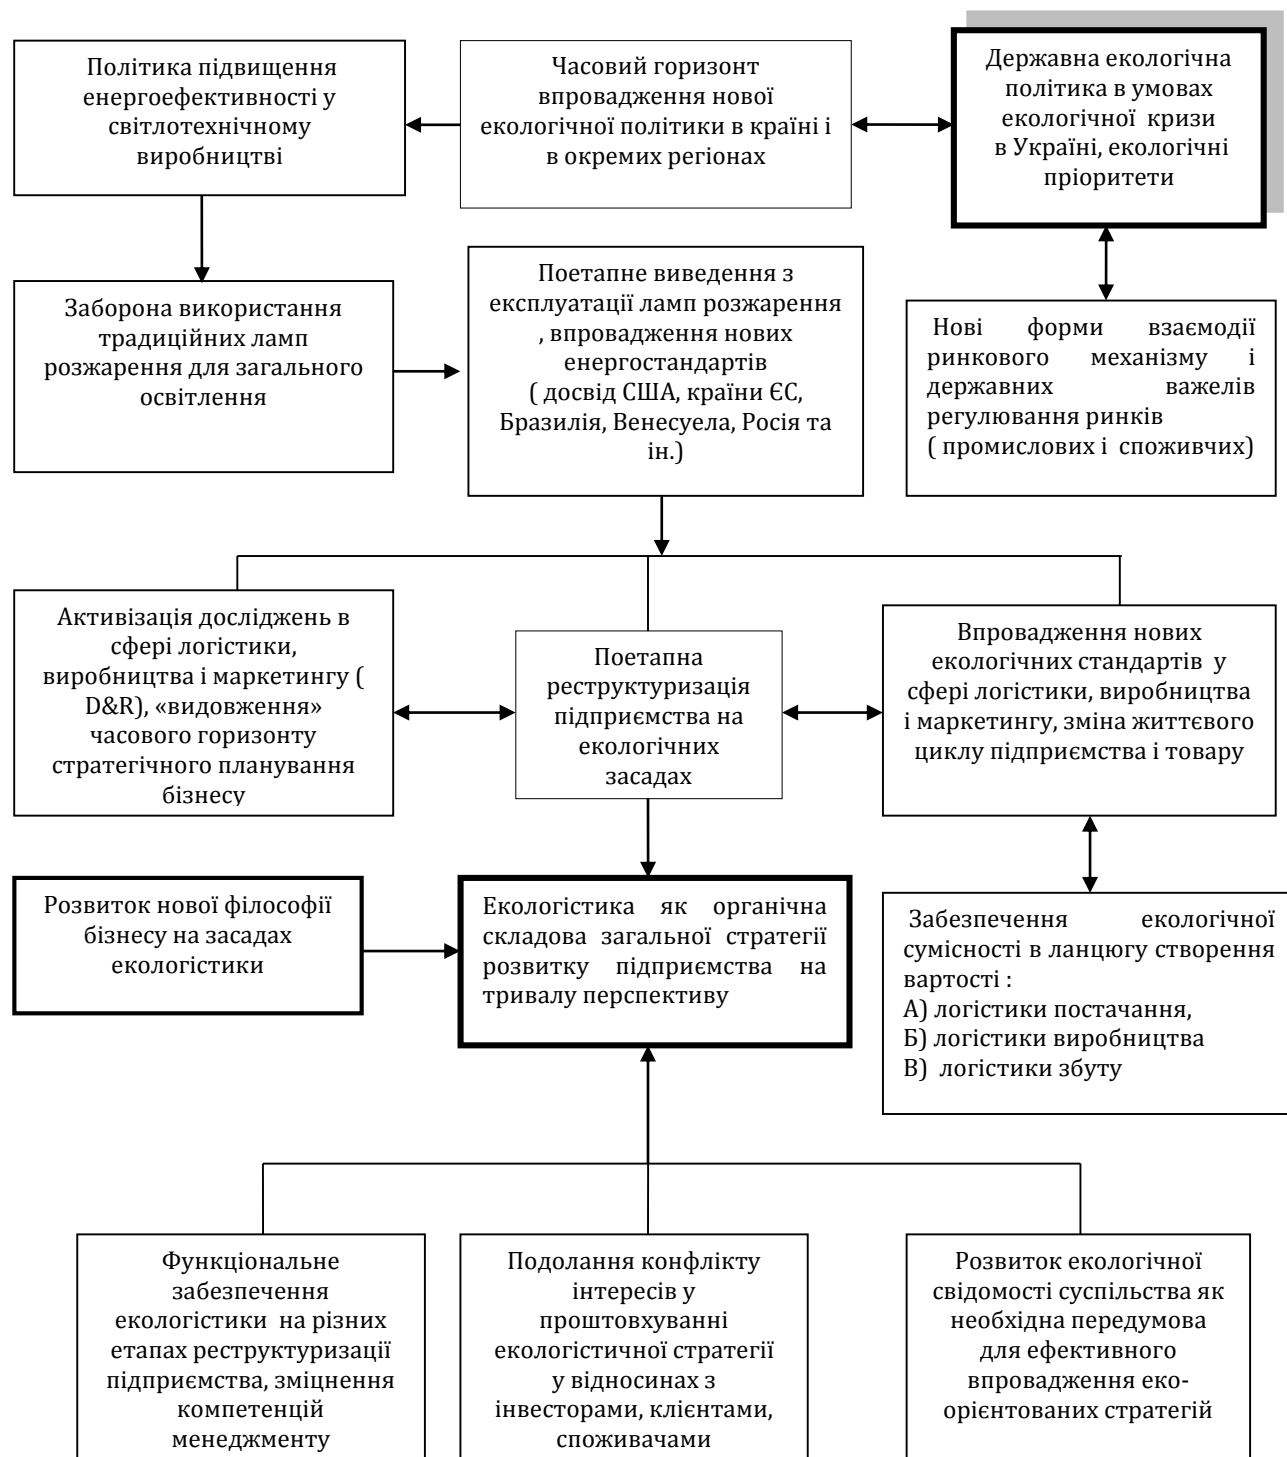 Політика підвищення
енергоефективності у
світлотехнічному
виробництві
Часовий горизонт
впровадження нової
екологічної політики в країні і
в окремих регіонах
Державна екологічна
політика в умовах
екологічної кризи
в Україні, екологічні
пріоритети
Заборона використання
традиційних ламп
розжарення для загального
освітлення
Поетапне виведення з
експлуатації ламп розжарення
, впровадження нових
енергостандартів
( досвід США, країни ЄС,
Бразилія, Венесуела, Росія та
ін.)
Нові форми взаємодії
ринкового механізму і
державних важелів
регулювання ринків
( промислових і споживчих)
Активізація досліджень в
сфері логістики,
виробництва і маркетингу (
D&R), «видовження»
часового горизонту
стратегічного планування
бізнесу
Поетапна
реструктуризація
підприємства на
екологічних
засадах
Впровадження нових
екологічних стандартів у
сфері логістики, виробництва
і маркетингу, зміна життєвого
циклу підприємства і товару
Розвиток нової філософії
бізнесу на засадах
екологістики
Екологістика як органічна
складова загальної стратегії
розвитку підприємства на
тривалу перспективу
Забезпечення екологічної
сумісності в ланцюгу створення
вартості :
А) логістики постачання,
Б) логістики виробництва
В) логістики збуту
Функціональне
забезпечення
екологістики на різних
етапах реструктуризації
підприємства, зміцнення
компетенцій
менеджменту
Подолання конфлікту
інтересів у
проштовхуванні
екологістичної стратегії
у відносинах з
інвесторами, клієнтами,
споживачами
Розвиток екологічної
свідомості суспільства як
необхідна передумова
для ефективного
впровадження еко-
орієнтованих стратегій